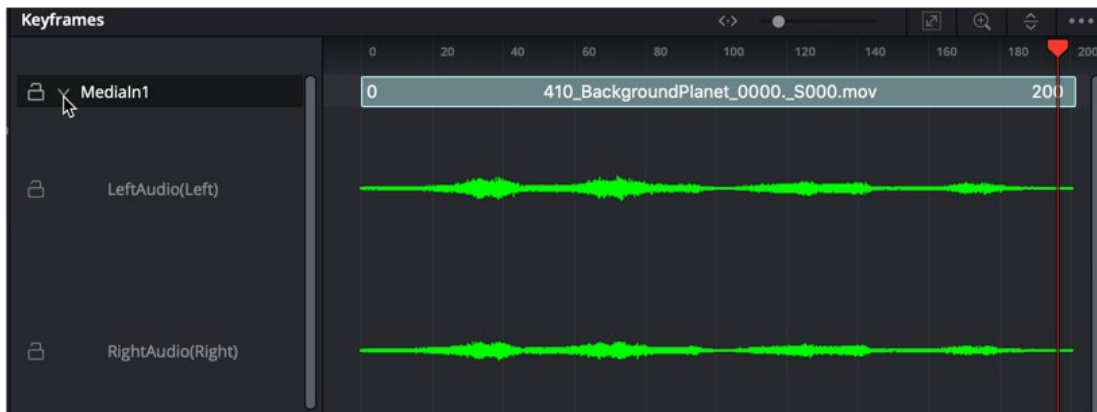 Keyframes
0 20 40 60 80 100 120 140 160 180 200
MediaIn1
0 410_BackgroundPlanet_0000._S000.mov 200
LeftAudio(Left)
RightAudio(Right)